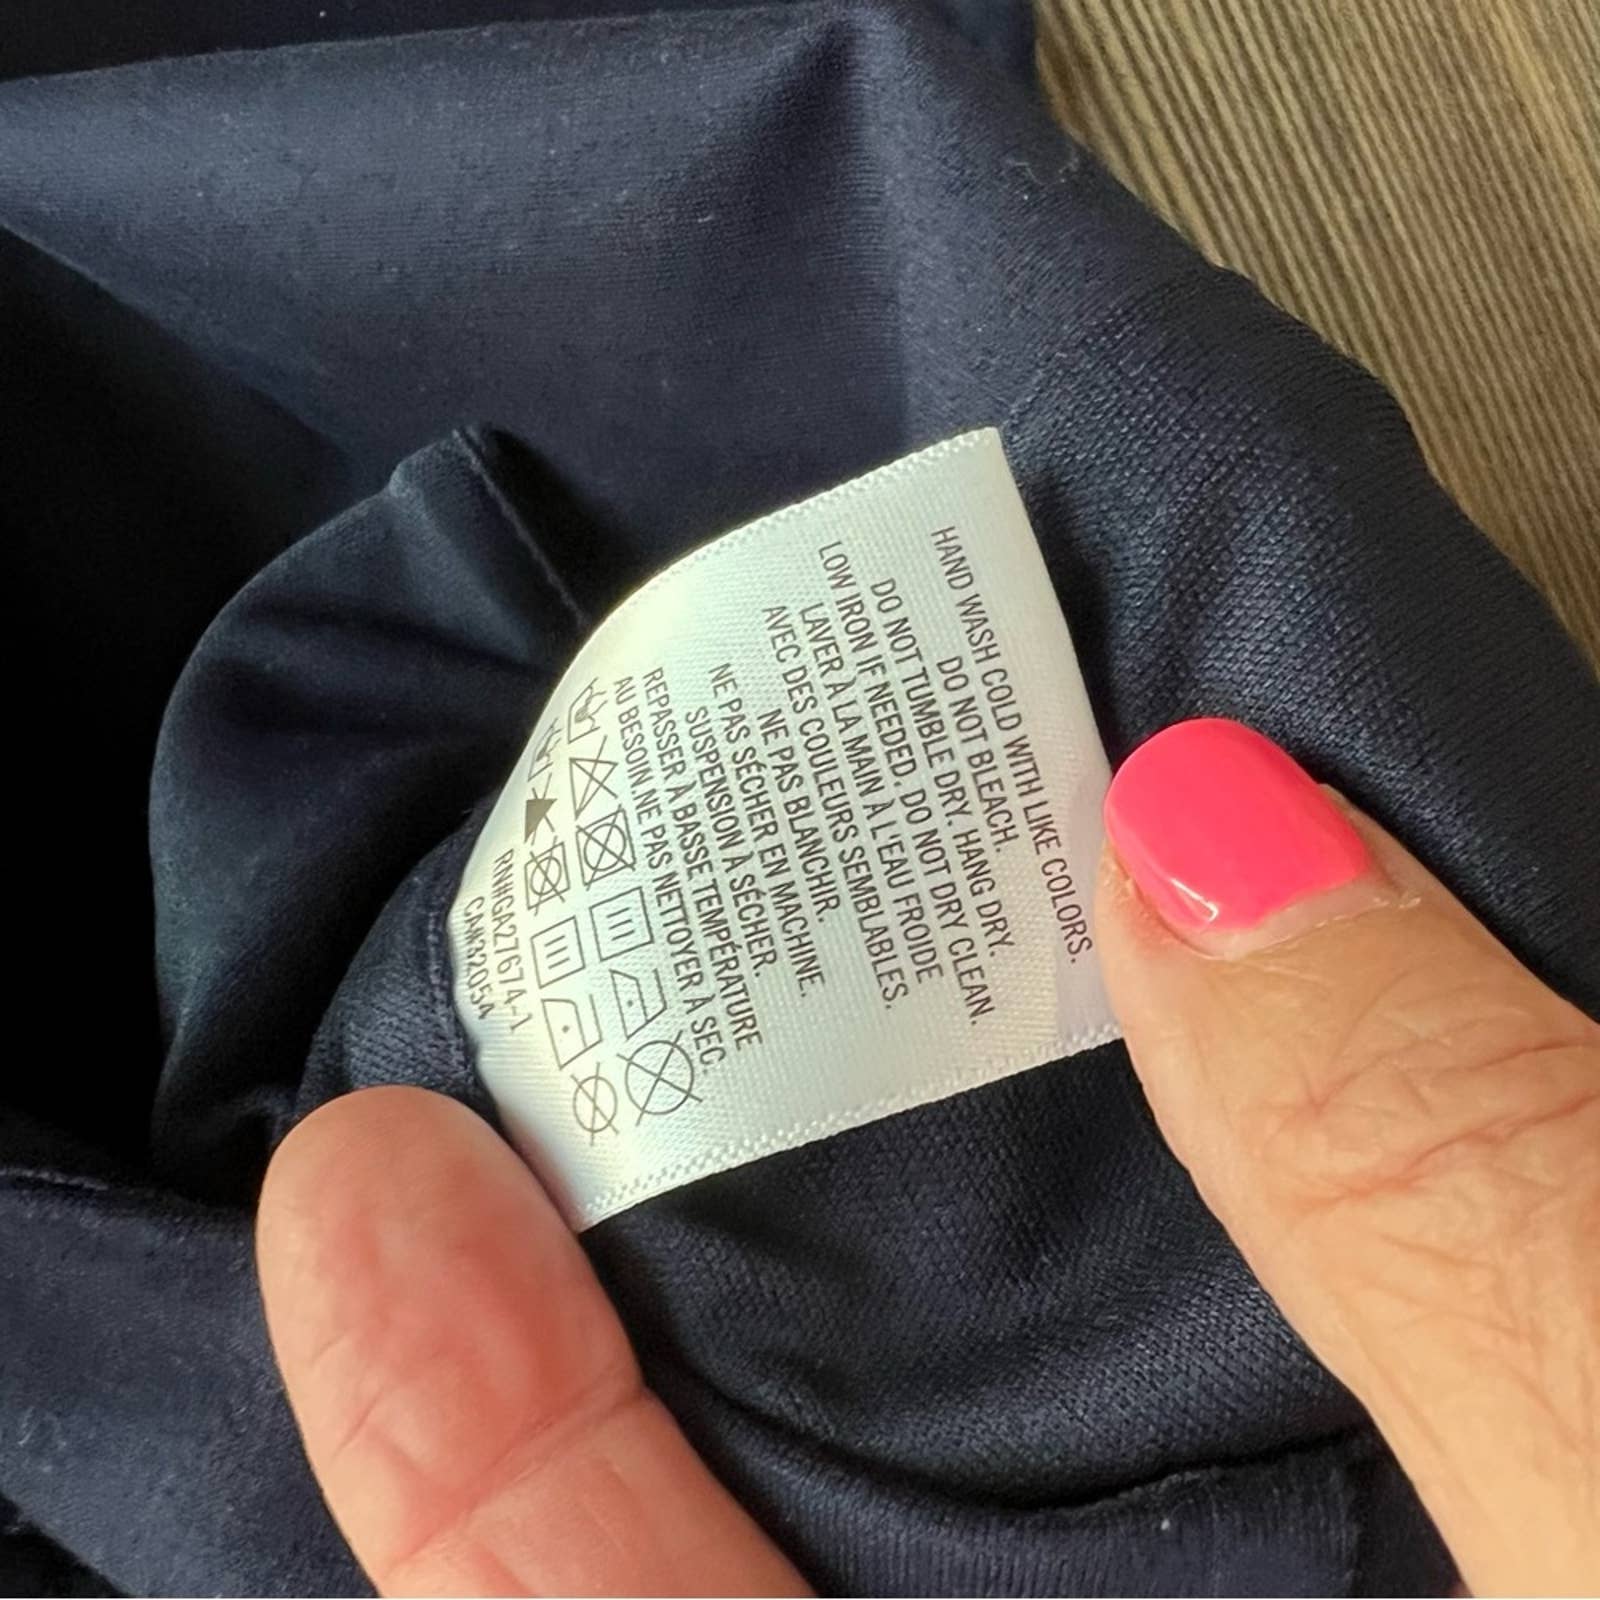 HAND WASH COLD WITH LIKE COLORS.
DO NOT BLEACH.
DO NOT TUMBLE DRY. HANG DRY.
LOW IRON IF NEEDED. DO NOT DRY CLEAN.
LAVER À LA MAIN À L'EAU FROIDE
AVEC DES COULEURS SEMBLABLES.
NE PAS BLANCHIR.
NE PAS SÉCHER EN MACHINE.
SUSPENSION À SÉCHER.
REPASSER À BASSE TEMPÉRATURE
AU BESOIN.NE PAS NETTOYER À SEC.
RN#GA27674-1
CA#32054